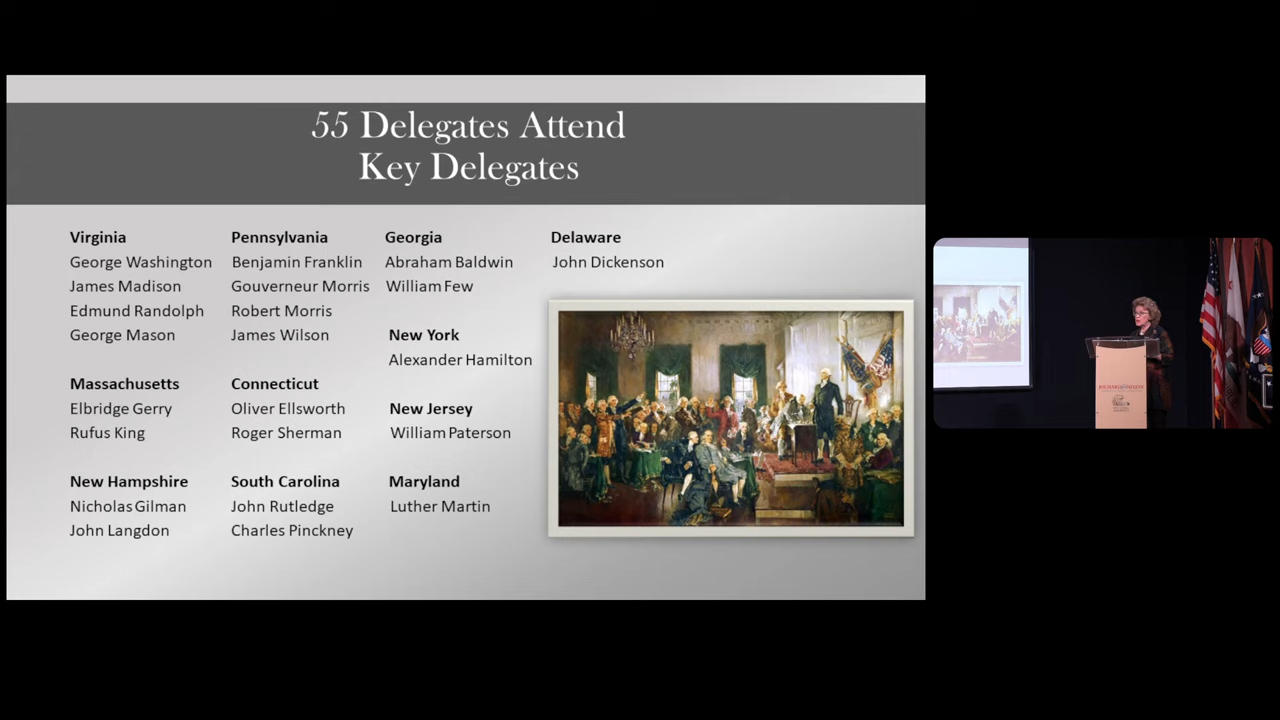 55 Delegates Attend
Key Delegates
Virginia
George Washington
James Madison
Edmund Randolph
George Mason
Massachusetts
Elbridge Gerry
Rufus King
New Hampshire
Nicholas Gilman
John Langdon
Pennsylvania
Benjamin Franklin
Gouverneur Morris
Robert Morris
James Wilson
Connecticut
Oliver Ellsworth
Roger Sherman
South Carolina
John Rutledge
Charles Pinckney
Georgia
Abraham Baldwin
William Few
New York
Alexander Hamilton
New Jersey
William Paterson
Maryland
Luther Martin
Delaware
John Dickenson